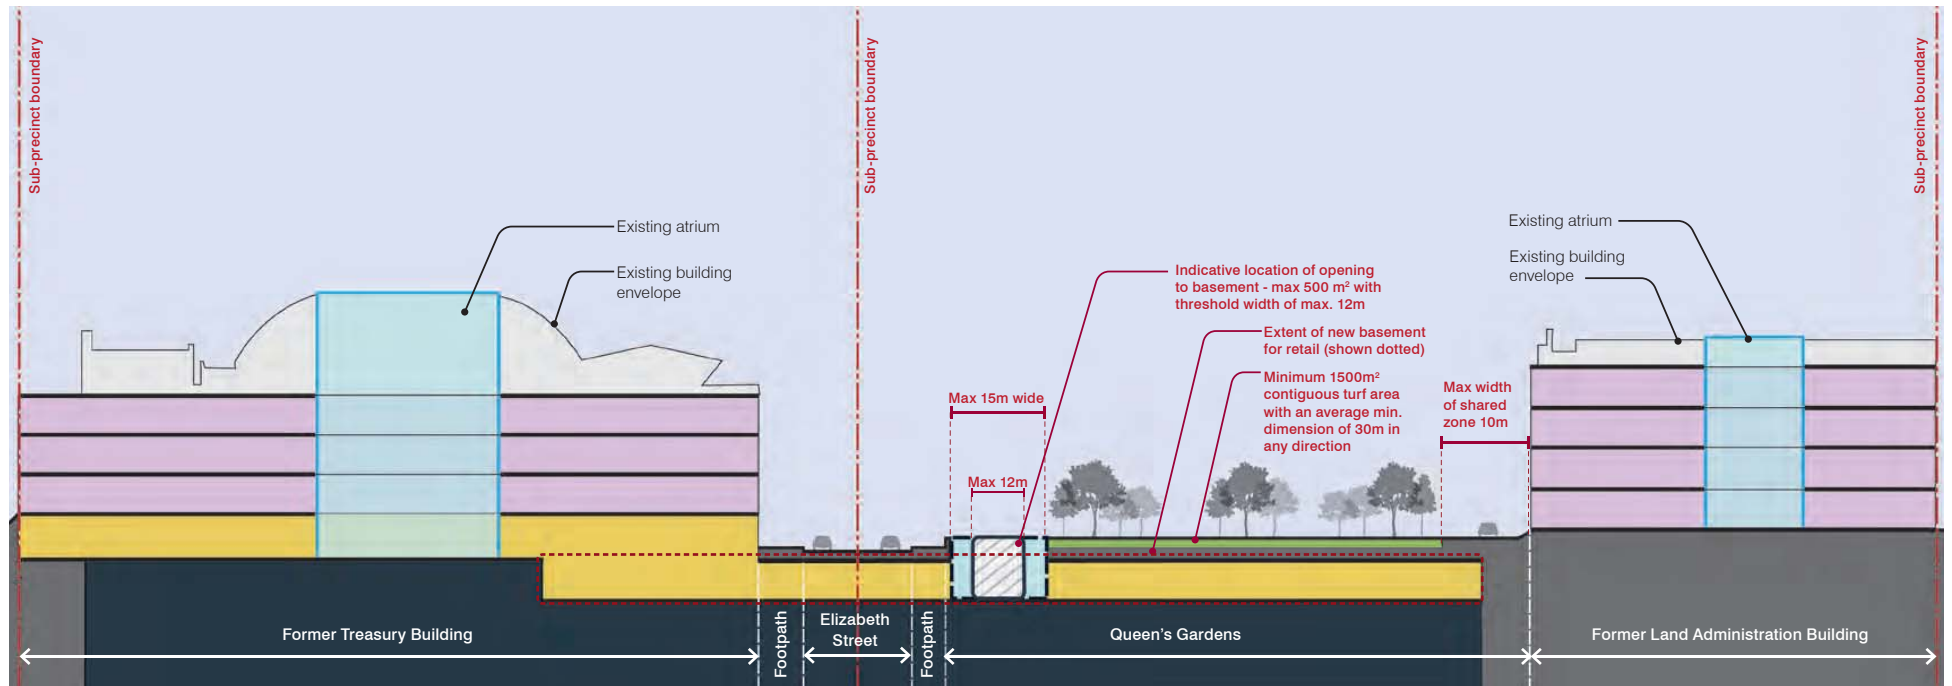 Sub-precinct boundary
Sub-precinct boundary
Sub-precinct boundary
Existing atrium
Existing building
envelope
Indicative location of opening
to basement - max 500 m² with
threshold width of max. 12m
Extent of new basement
for retail (shown dotted)
Minimum 1500m²
contiguous turf area
with an average min.
dimension of 30m in
any direction
Max 15m wide
Max 12m
Max width
of shared
zone 10m
Existing atrium
Existing building
envelope
Former Treasury Building
Footpath
Elizabeth
Street
Footpath
Queen's Gardens
Former Land Administration Building